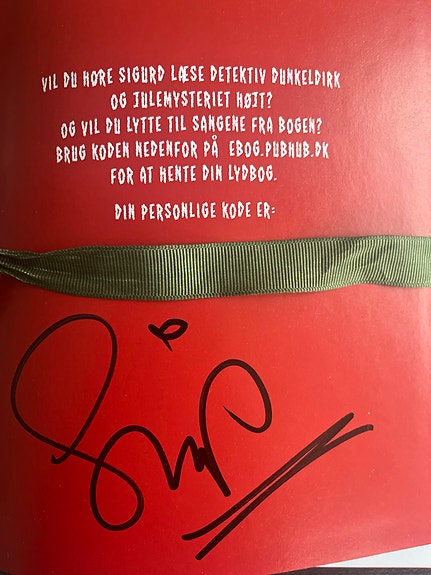 VIL DU HØRE SIGURD LÆSE DETEKTIV DUNKELDIRK
OG JULEMYSTERIET HØJT?
OG VIL DU LYTTE TIL SANGENE FRA BOGEN?
BRUG KODEN NEDENFOR PÅ EBOG.PUBHUB.DK
FOR AT HENTE DIN LYDBOG.
DIN PERSONLIGE KODE ER: